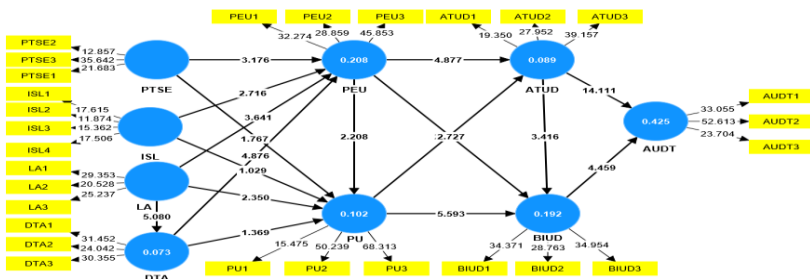 PEU1 PEU2 PEU3 ATUD1 ATUD2 ATUD3
32.274 28.859 45.853 19.350 27.952 39.157
PTSE2
PTSE3
PTSE1
12.857
35.642
21.683
PTSE
3.176
0.208
PEU
4.877
0.089
ATUD
14.111
ISL1
ISL2
ISL3
ISL4
17.615
11.874
15.362
17.506
ISL
2.716
3.641
1.767
4.876
1.029
2.350
2.208
2.727
3.416
0.425
AUDT
33.055
52.613
23.704
AUDT1
AUDT2
AUDT3
4.459
LA1
LA2
LA3
29.353
20.528
25.237
LA
5.080
DTA1
DTA2
DTA3
31.452
24.042
30.355
0.073
DTA
1.369
0.102
PU
5.593
0.192
BIUD
15.475 50.239 68.313 34.371 28.763 34.954
PU1 PU2 PU3 BIUD1 BIUD2 BIUD3